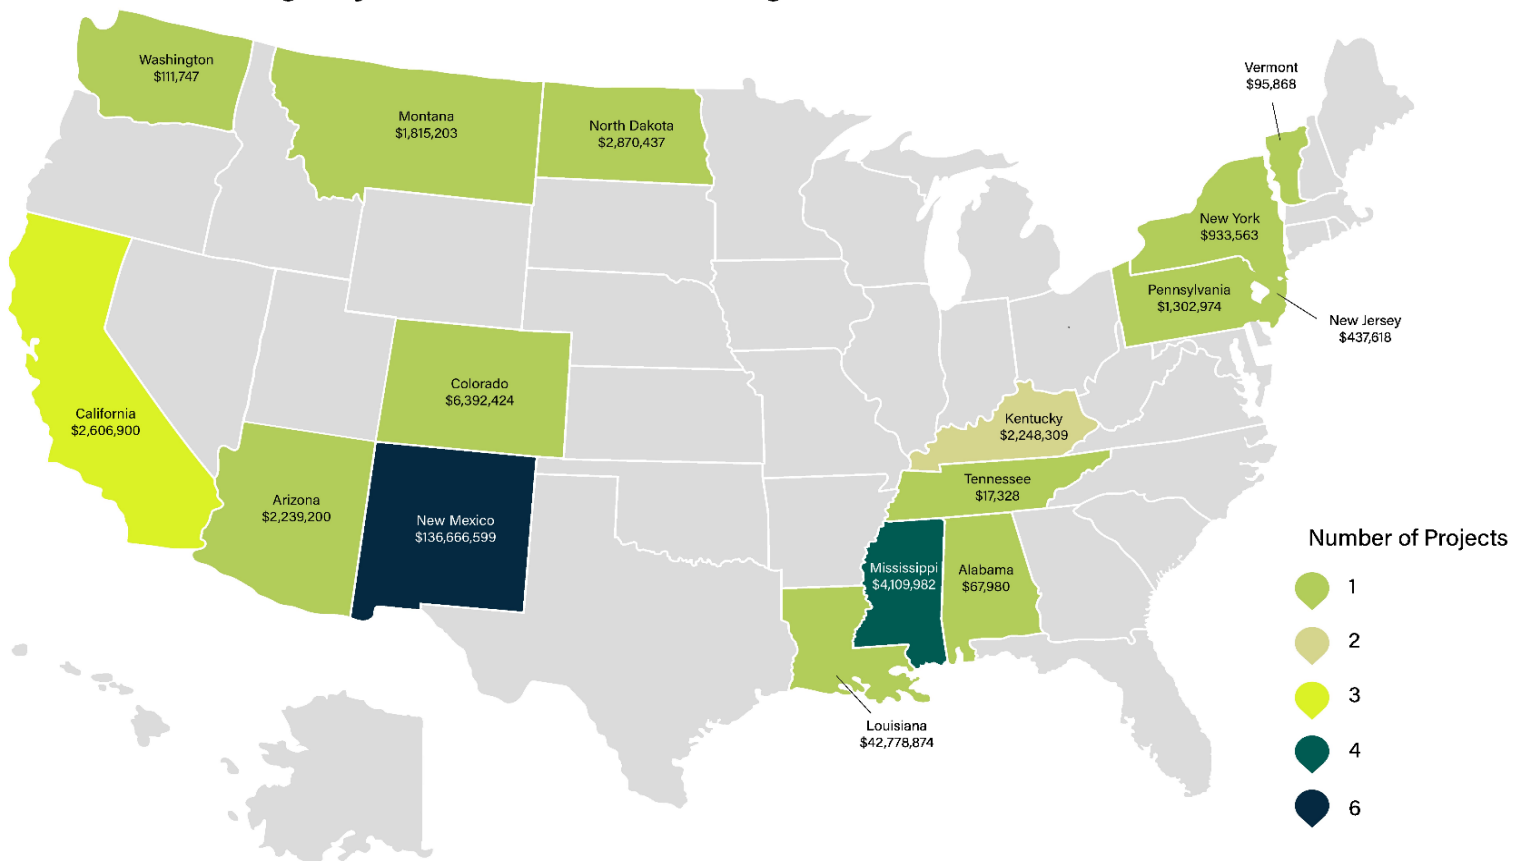 Washington
$111,747
Montana
$1,815,203
North Dakota
$2,870,437
Vermont
$95,868
New York
$933,563
Pennsylvania
$1,302,974
New Jersey
$437,618
California
$2,606,900
Colorado
$6,392,424
Kentucky
$2,248,309
Tennessee
$17,328
Arizona
$2,239,200
New Mexico
$136,666,599
Mississippi
$4,109,982
Alabama
$67,980
Louisiana
$42,778,874
Number of Projects
1
2
3
4
6